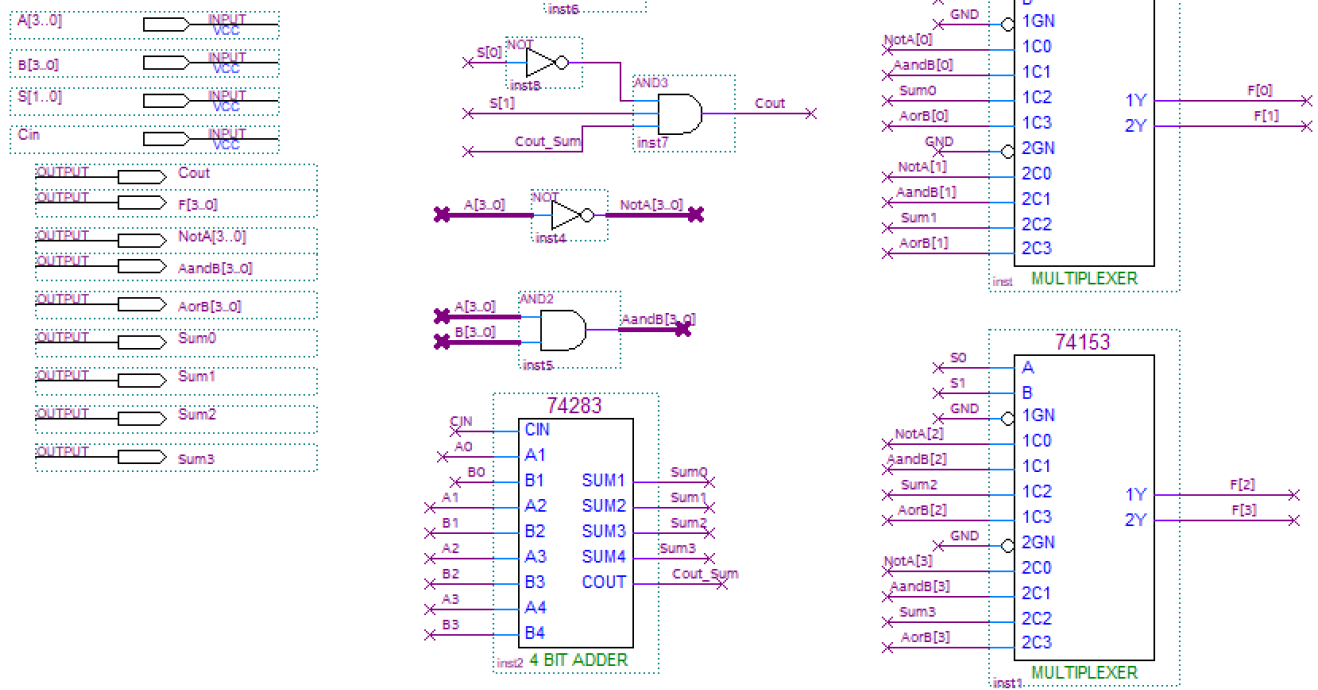 A[3..0] INPUT
VCC
B[3..0] INPUT
VCC
S[1..0] INPUT
VCC
Cin INPUT
VCC
OUTPUT Cout
OUTPUT F[3..0]
OUTPUT NotA[3..0]
OUTPUT AandB[3..0]
OUTPUT AorB[3..0]
OUTPUT Sum0
OUTPUT Sum1
OUTPUT Sum2
OUTPUT Sum3
inst6
S[0] NOT
inst8
AND3
S[1] Cout
Cout_Sum
inst7
NOT
A[3..0] NotA[3..0]
inst4
AND2
A[3..0]
B[3..0] AandB[3..0]
inst5
74283
CIN CIN
A0 A1
B0 B1 SUM1 Sum0
A1 A2 SUM2 Sum1
B1 B2 SUM3 Sum2
A2 A3 SUM4 Sum3
B2 B3 COUT Cout_Sum
A3 A4
B3 B4
inst2 4 BIT ADDER
GND 1GN
NotA[0] 1C0
AandB[0] 1C1
Sum0 1C2 1Y F[0]
AorB[0] 1C3 2Y F[1]
GND 2GN
NotA[1] 2C0
AandB[1] 2C1
Sum1 2C2
AorB[1] 2C3
inst MULTIPLEXER
74153
S0 A
S1 B
GND 1GN
NotA[2] 1C0
AandB[2] 1C1
Sum2 1C2 1Y F[2]
AorB[2] 1C3 2Y F[3]
GND 2GN
NotA[3] 2C0
AandB[3] 2C1
Sum3 2C2
AorB[3] 2C3
inst1 MULTIPLEXER